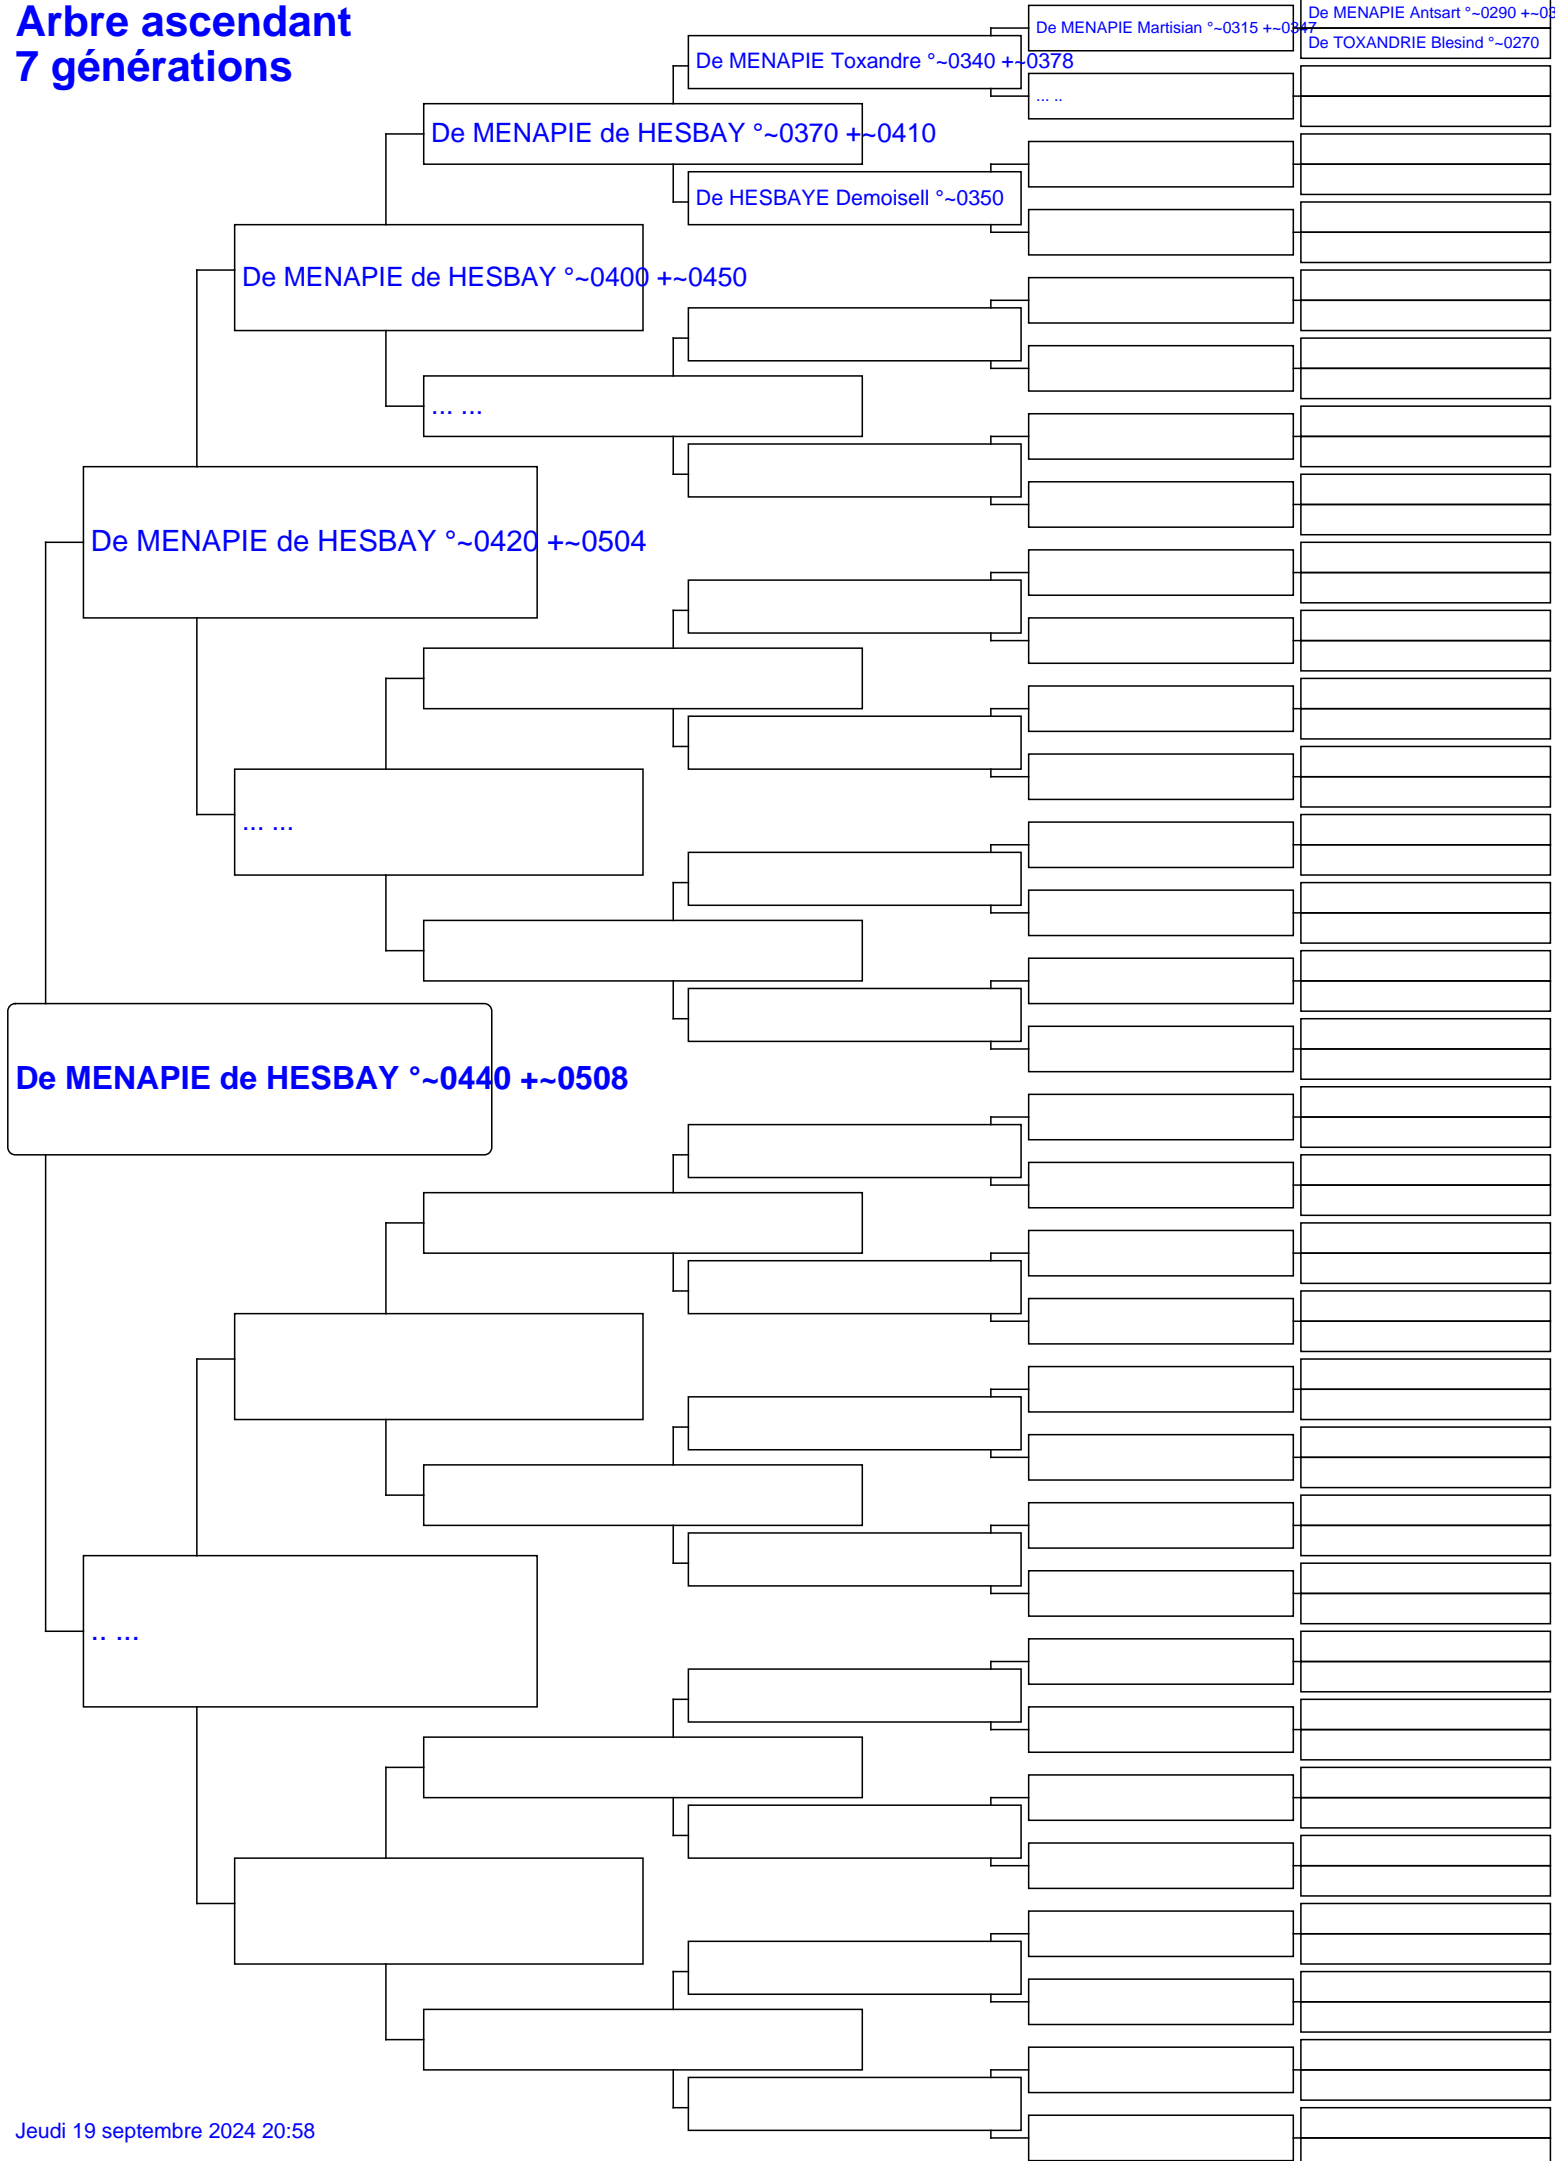 Arbre ascendant
7 générations
De MENAPIE Antsart °~0290 +~03
De MENAPIE Martisian °~0315 +~0347
De TOXANDRIE Blesind °~0270
De MENAPIE Toxandre °~0340 +~0378
... ..
De MENAPIE de HESBAY °~0370 +~0410
De HESBAYE Demoisell °~0350
De MENAPIE de HESBAY °~0400 +~0450
... ...
De MENAPIE de HESBAY °~0420 +~0504
... ...
De MENAPIE de HESBAY °~0440 +~0508
.. ...
Jeudi 19 septembre 2024 20:58